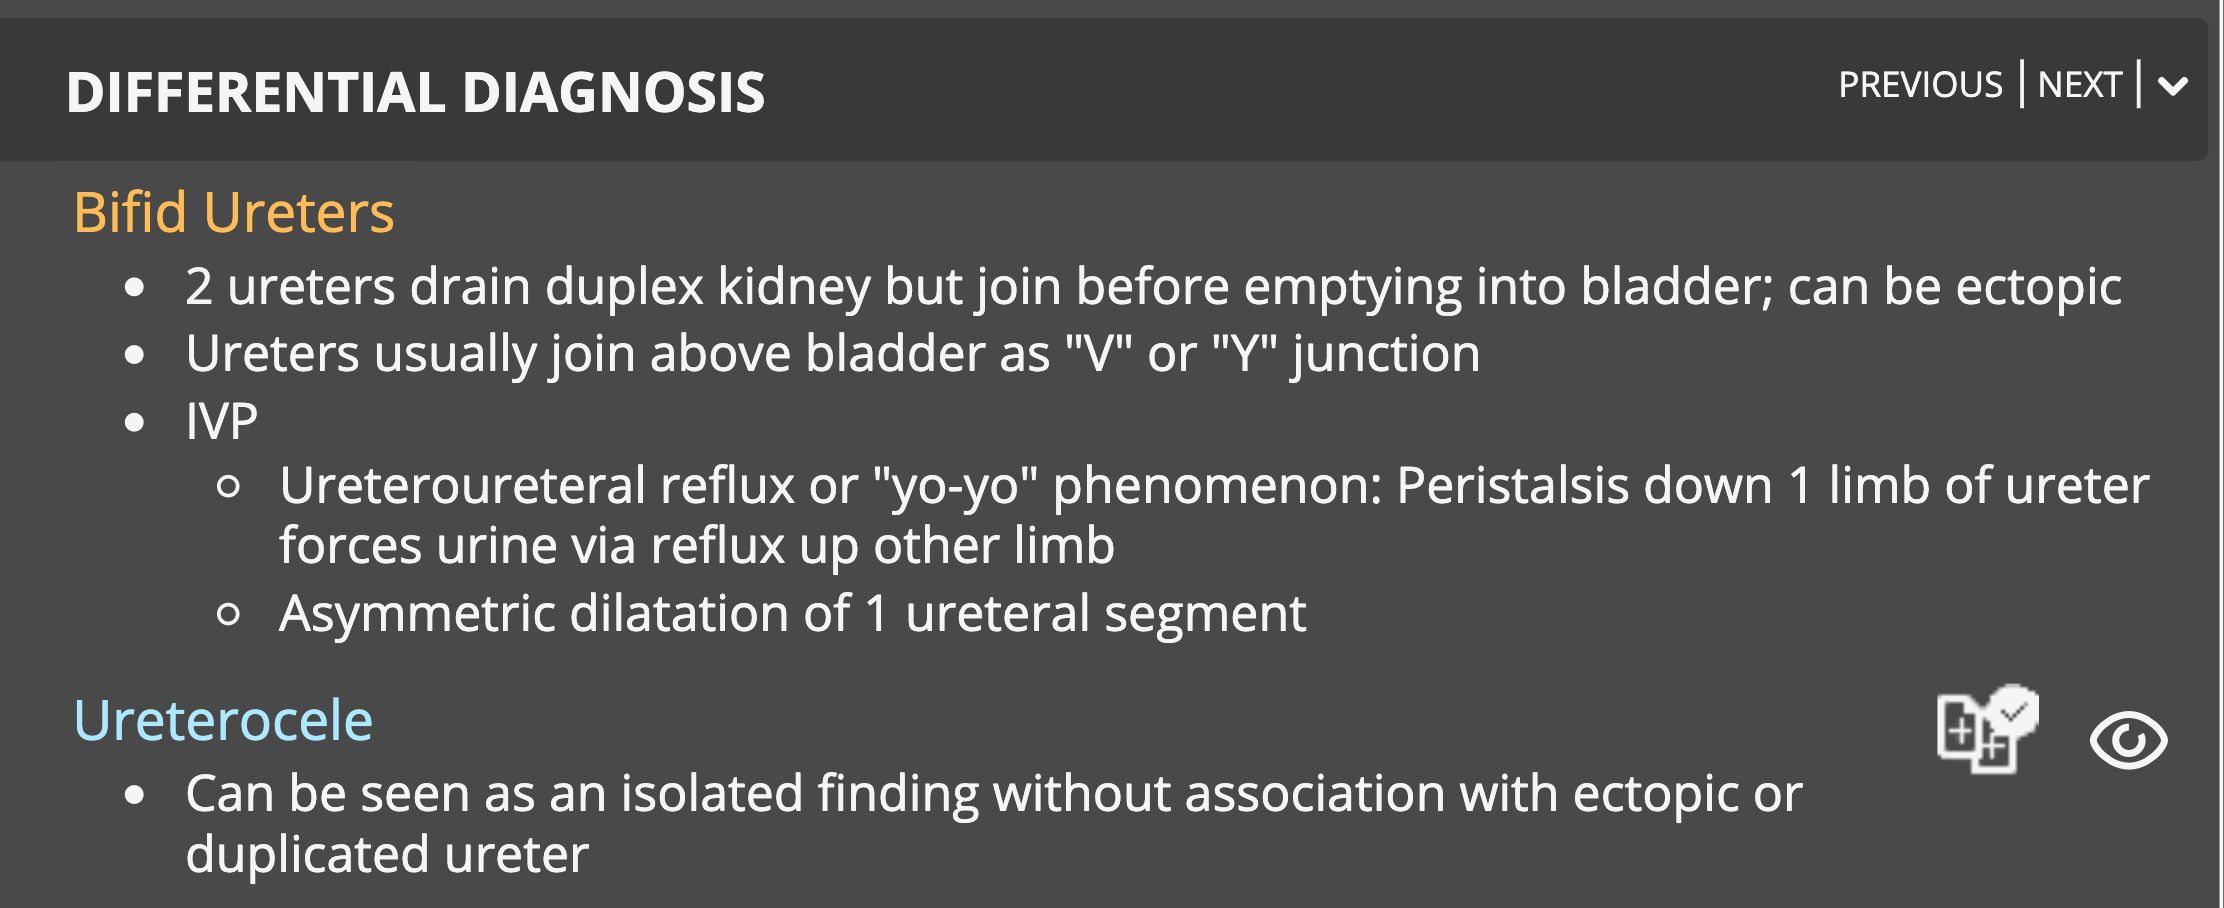 DIFFERENTIAL DIAGNOSIS
PREVIOUS | NEXT |
Bifid Ureters
• 2 ureters drain duplex kidney but join before emptying into bladder; can be ectopic
• Ureters usually join above bladder as "V" or "Y" junction
• IVP
○ Ureteroureteral reflux or "yo-yo" phenomenon: Peristalsis down 1 limb of ureter
forces urine via reflux up other limb
○ Asymmetric dilatation of 1 ureteral segment
Ureterocele
• Can be seen as an isolated finding without association with ectopic or
duplicated ureter